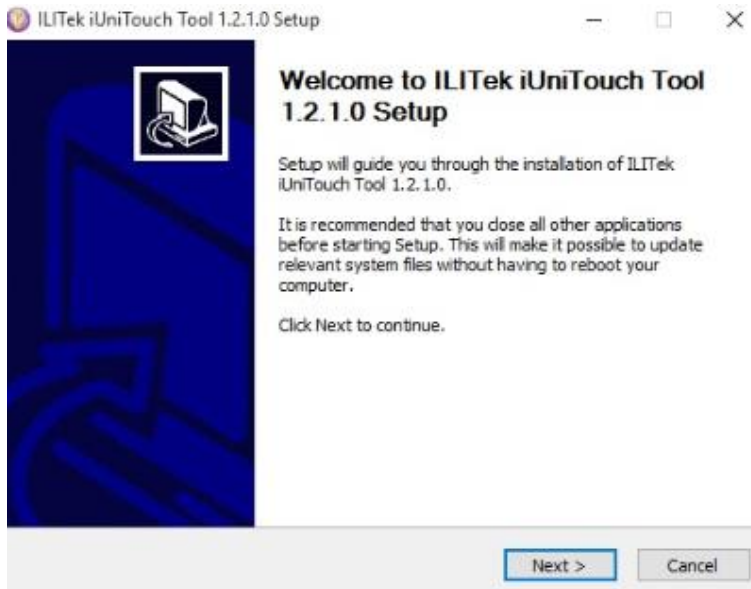 ILITek iUniTouch Tool 1.2.1.0 Setup
Welcome to ILITek iUniTouch Tool
1.2.1.0 Setup
Setup will guide you through the installation of ILITek
iUniTouch Tool 1.2.1.0.
It is recommended that you close all other applications
before starting Setup. This will make it possible to update
relevant system files without having to reboot your
computer.
Click Next to continue.
Next >
Cancel